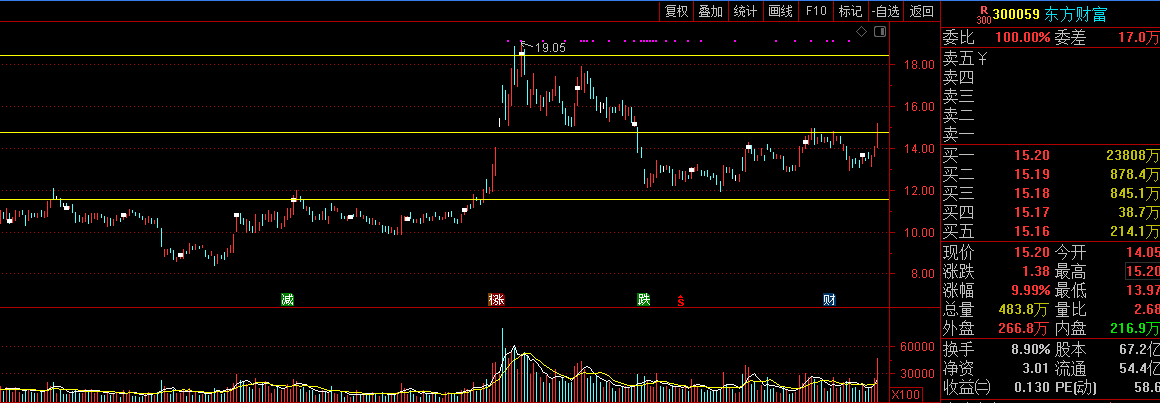 复权 叠加 统计 画线 F10 标记 -自选 返回
R 300 300059 东方财富
委比 100.00% 委差 17.0万
卖五
卖四
卖三
卖二
卖一
买一 15.20 23808万
买二 15.19 878.4万
买三 15.18 845.1万
买四 15.17 38.7万
买五 15.16 214.1万
现价 15.20 今开 14.05
涨跌 1.38 最高 15.20
涨幅 9.99% 最低 13.97
总量 483.8万 量比 2.68
外盘 266.8万 内盘 216.9万
换手 8.90% 股本 67.2亿
净资 3.01 流通 54.4亿
收益㈡ 0.130 PE(动) 58.6
19.05
18.00
16.00
14.00
12.00
10.00
8.00
减 涨 跌 财
60000
30000
X100